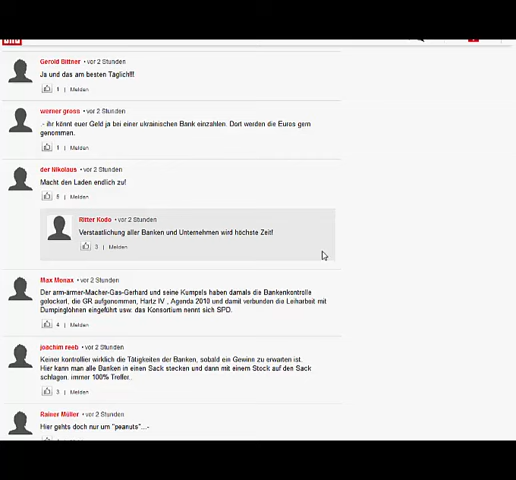 Gerold Bittner • vor 2 Stunden
Ja und das am besten Täglich!!!
1 | Melden
werner gross • vor 2 Stunden
- ihr könnt euer Geld ja bei einer ukrainischen Bank einzahlen. Dort werden die Euros gern
genommen.
1 | Melden
der Nikolaus • vor 2 Stunden
Macht den Laden endlich zu!
8 | Melden
Ritter Kodo • vor 2 Stunden
Verstaatlichung aller Banken und Unternehmen wird höchste Zeit!
3 | Melden
Max Monax • vor 2 Stunden
Der arm-ärmer-Macher-Gas-Gerhard und seine Kumpels haben damals die Bankenkontrolle
gelockert, die GR aufgenommen, Hartz IV , Agenda 2010 und damit verbunden die Leiharbeit mit
Dumpinglöhnen eingeführt usw. das Konsortium nennt sich SPD.
4 | Melden
joachim reeb • vor 2 Stunden
Keiner kontrollier wirklich die Tätigkeiten der Banken, sobald ein Gewinn zu erwarten ist.
Hier kann man alle Banken in einen Sack stecken und dann mit einem Stock auf den Sack
schlagen. immer 100% Treffer..
3 | Melden
Rainer Müller • vor 2 Stunden
Hier gehts doch nur um "peanuts"...-